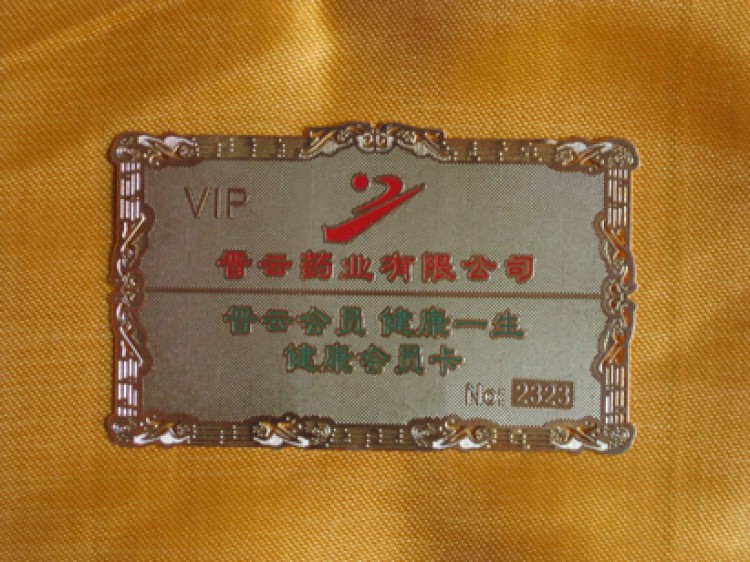 VIP
晋云药业有限公司
晋云会员 健康一生
健康会员卡
No: 2323